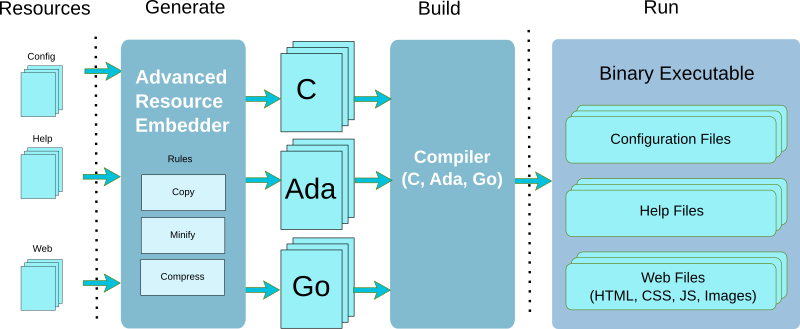 Resources
Generate
Build
Run
Config
Help
Web
Advanced
Resource
Embedder
Rules
Copy
Minify
Compress
C
Ada
Go
Compiler
(C, Ada, Go)
Binary Executable
Configuration Files
Help Files
Web Files
(HTML, CSS, JS, Images)